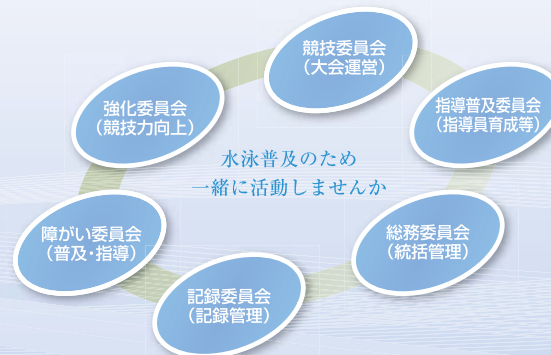 競技委員会
（大会運営）
強化委員会
（競技力向上）
指導普及委員会
（指導員育成等）
水泳普及のため
一緒に活動しませんか
障がい委員会
（普及・指導）
総務委員会
（統括管理）
記録委員会
（記録管理）